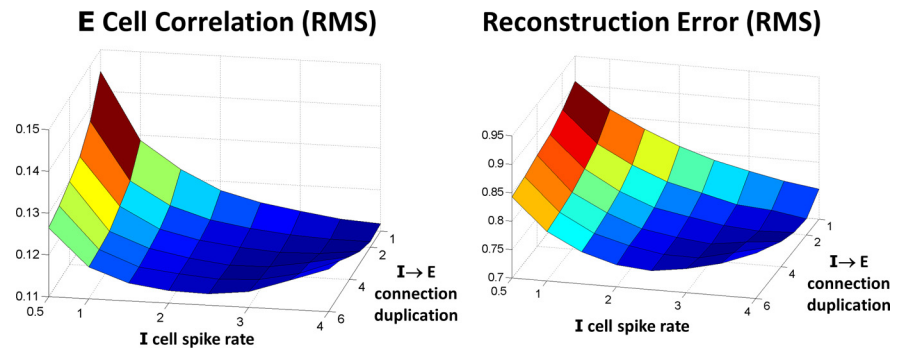 E Cell Correlation (RMS)
0.15
0.14
0.13
0.12
0.11
0.5
1
2
3
4
6
4
2
1
I cell spike rate
I→ E
connection
duplication
Reconstruction Error (RMS)
0.95
0.9
0.85
0.8
0.75
0.7
0.5
1
2
3
4
6
4
2
1
I cell spike rate
I→ E
connection
duplication